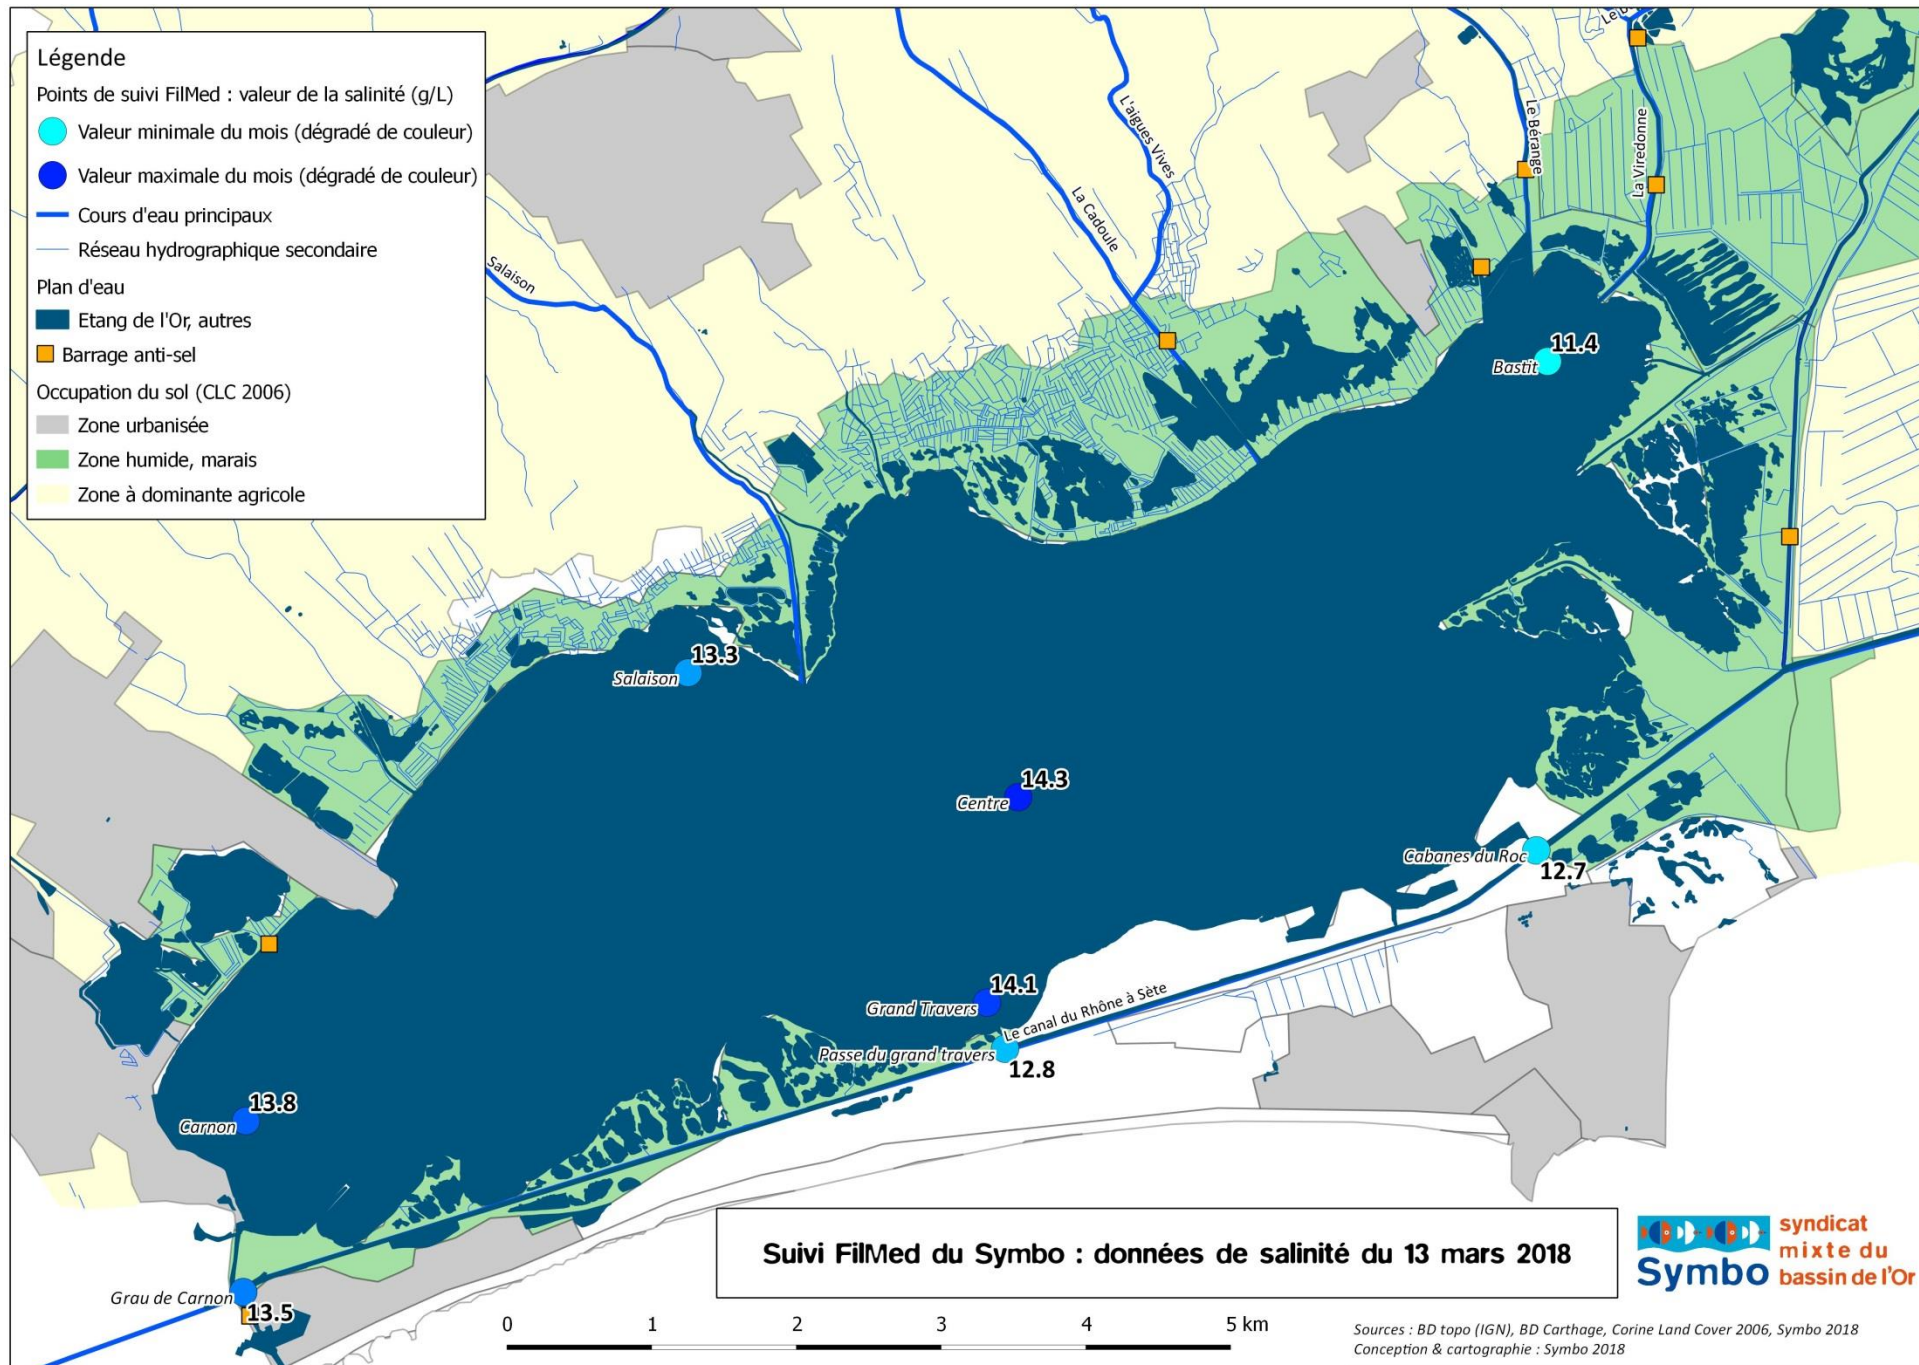 Légende
Points de suivi FilMed : valeur de la salinité (g/L)
Valeur minimale du mois (dégradé de couleur)
Valeur maximale du mois (dégradé de couleur)
Cours d'eau principaux
Réseau hydrographique secondaire
Plan d'eau
Etang de l'Or, autres
Barrage anti-sel
Occupation du sol (CLC 2006)
Zone urbanisée
Zone humide, marais
Zone à dominante agricole
Salaison
La Cadoule
L'aigues Vives
Le Bérange
La Viredonne
11.4
Bastit
13.3
Salaison
14.3
Centre
Cabanes du Roc
12.7
14.1
Grand Travers
Le canal du Rhône à Sète
Passe du grand travers
12.8
13.8
Carnon
Grau de Carnon
13.5
Suivi FilMed du Symbo : données de salinité du 13 mars 2018
0 1 2 3 4 5 km
Symbo
syndicat
mixte du
bassin de l'Or
Sources : BD topo (IGN), BD Carthage, Corine Land Cover 2006, Symbo 2018
Conception & cartographie : Symbo 2018